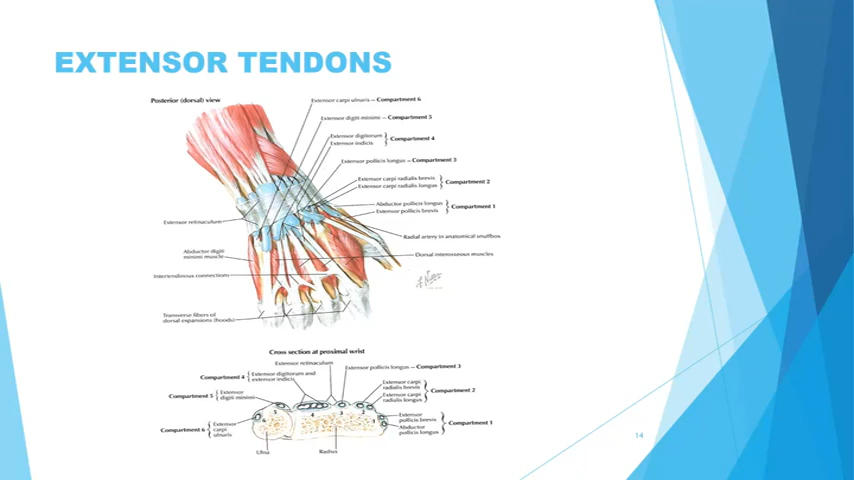 EXTENSOR TENDONS
Posterior (dorsal) view
Extensor carpi ulnaris — Compartment 6
Extensor digiti minimi — Compartment 5
Extensor digitorum
Extensor indicis
Compartment 4
Extensor pollicis longus — Compartment 3
Extensor carpi radialis brevis
Extensor carpi radialis longus
Compartment 2
Abductor pollicis longus
Extensor pollicis brevis
Compartment 1
Extensor retinaculum
Radial artery in anatomical snuffbox
Abductor digiti
minimi muscle
Dorsal interosseous muscles
Intertendinous connections
Transverse fibers of
dorsal expansions (hoods)
Cross section at proximal wrist
Extensor retinaculum
Extensor pollicis longus — Compartment 3
Compartment 4
Extensor digitorum and
extensor indicis
Extensor carpi
radialis brevis
Extensor carpi
radialis longus
Compartment 2
Compartment 5
Extensor
digiti minimi
Extensor
pollicis brevis
Abductor
pollicis longus
Compartment 1
Compartment 6
Extensor
carpi
ulnaris
6 5 4 3 2 1
Ulna
Radius
14